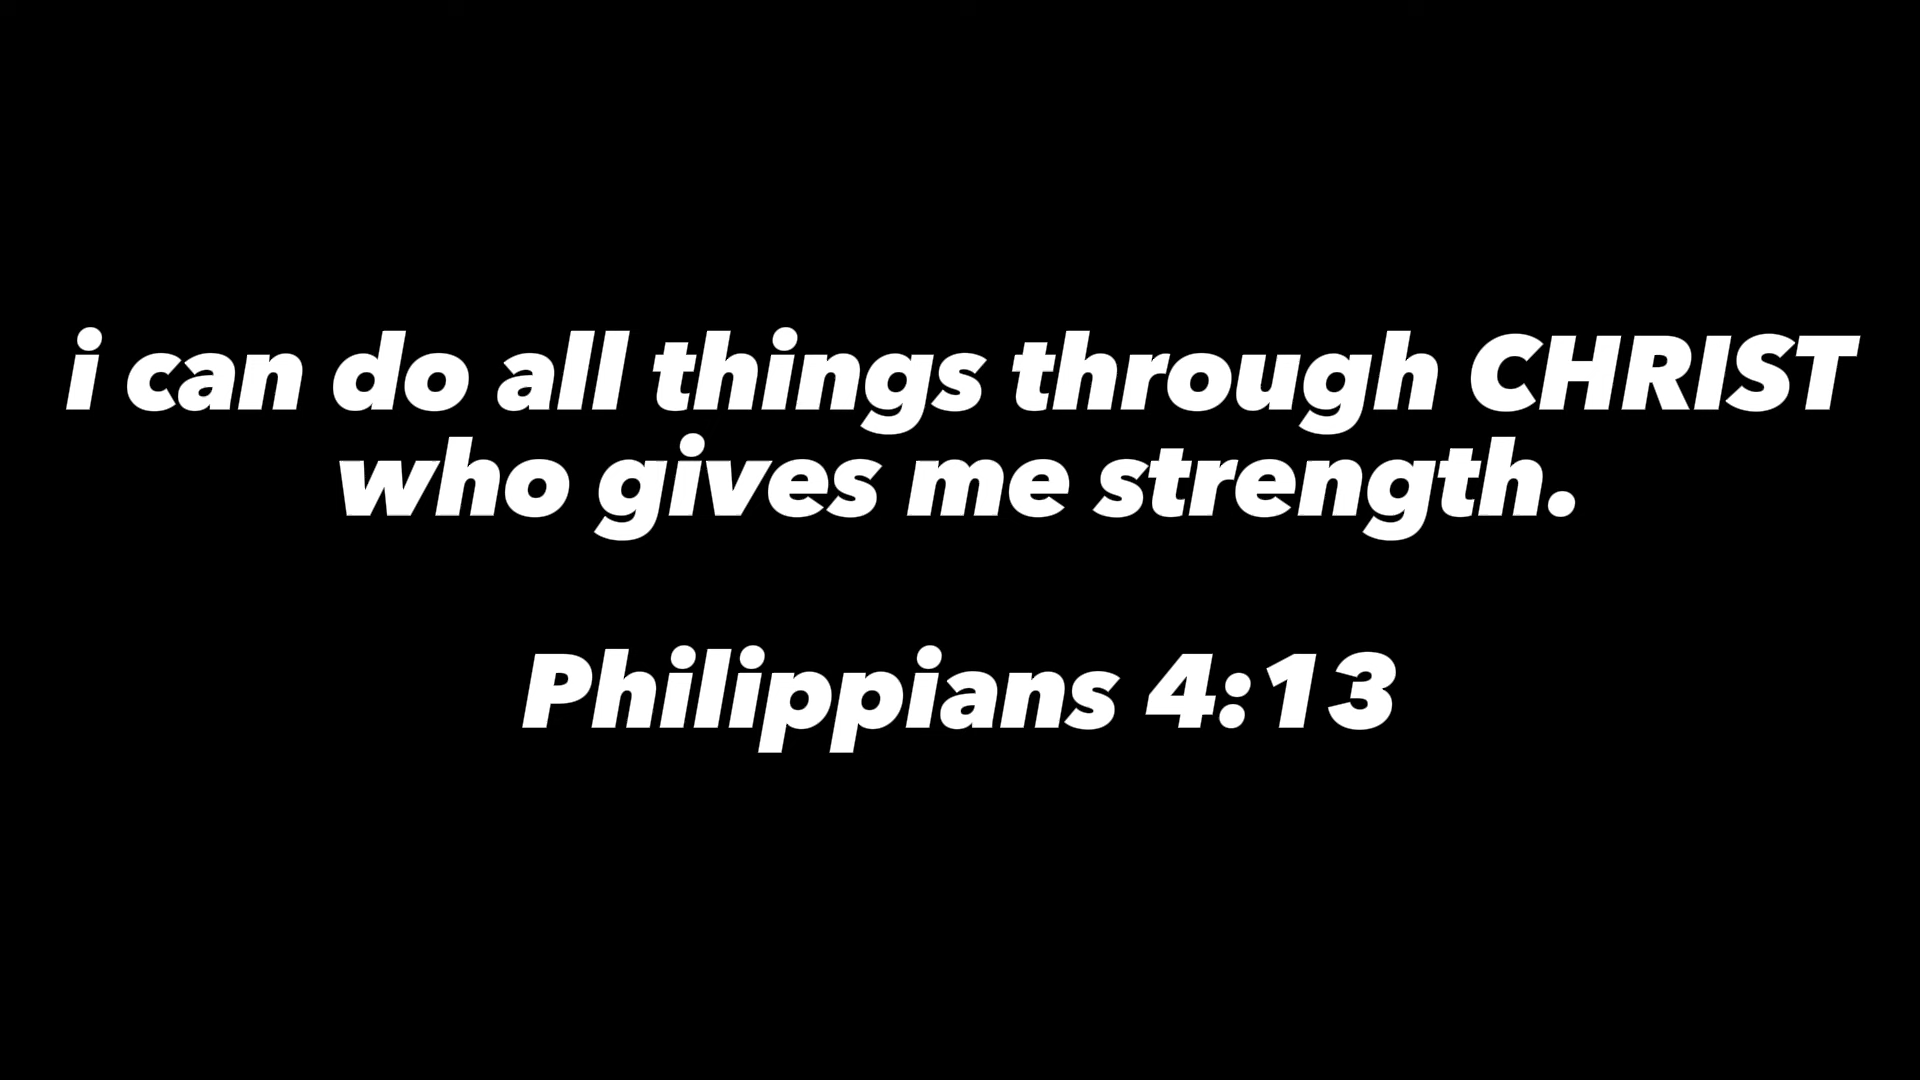 i can do all things through CHRIST
who gives me strength.
Philippians 4:13